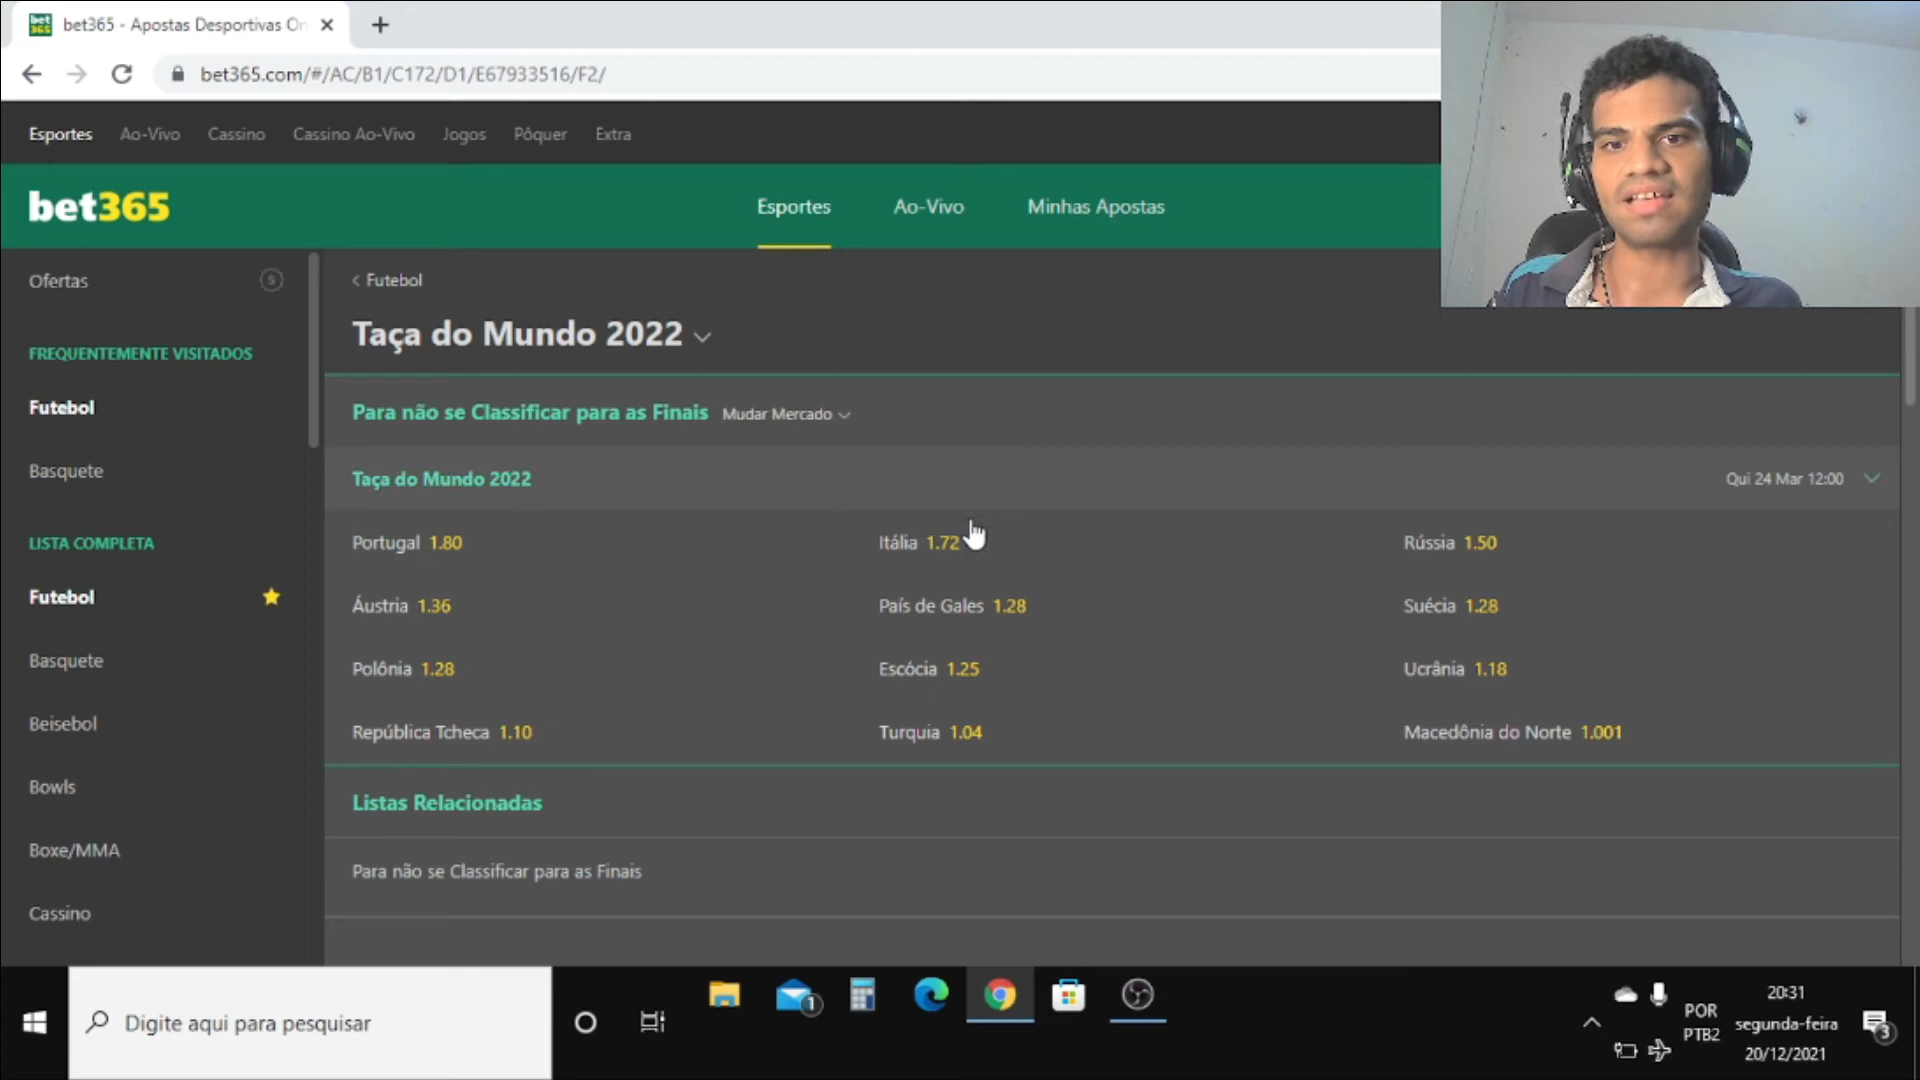 bet365 - Apostas Desportivas On
bet365.com/#/AC/B1/C172/D1/E67933516/F2/
Esportes Ao-Vivo Cassino Cassino Ao-Vivo Jogos Póquer Extra
bet365
Esportes Ao-Vivo Minhas Apostas
Ofertas
FREQUENTEMENTE VISITADOS
Futebol
Basquete
LISTA COMPLETA
Futebol
Basquete
Beisebol
Bowls
Boxe/MMA
Cassino
< Futebol
Taça do Mundo 2022
Para não se Classificar para as Finais Mudar Mercado
Taça do Mundo 2022 Qui 24 Mar 12:00
Portugal 1.80 Itália 1.72 Rússia 1.50
Áustria 1.36 País de Gales 1.28 Suécia 1.28
Polônia 1.28 Escócia 1.25 Ucrânia 1.18
República Tcheca 1.10 Turquia 1.04 Macedônia do Norte 1.001
Listas Relacionadas
Para não se Classificar para as Finais
Digite aqui para pesquisar
1
POR
PTB2
20:31
segunda-feira
20/12/2021
3